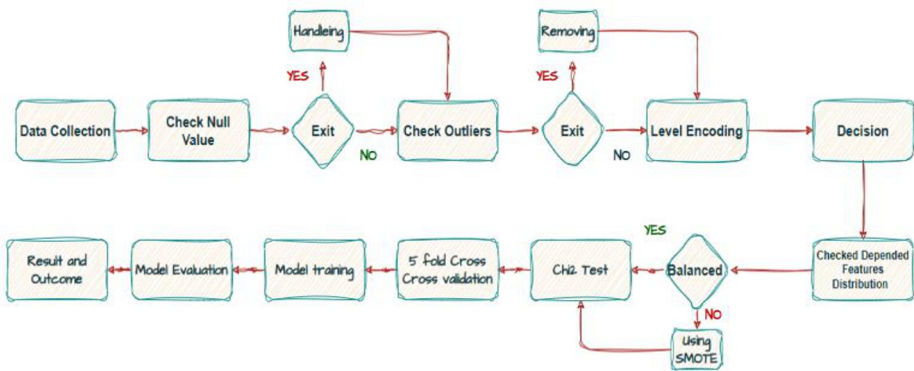 Handleing
Removing
YES
YES
Data Collection
Check Null
Value
Exit
Check Outliers
Exit
Level Encoding
Decision
NO
NO
YES
Result and
Outcome
Model Evaluation
Model training
5 fold Cross
Cross validation
Chi2 Test
Balanced
Checked Depended
Features
Distribution
NO
Using
SMOTE